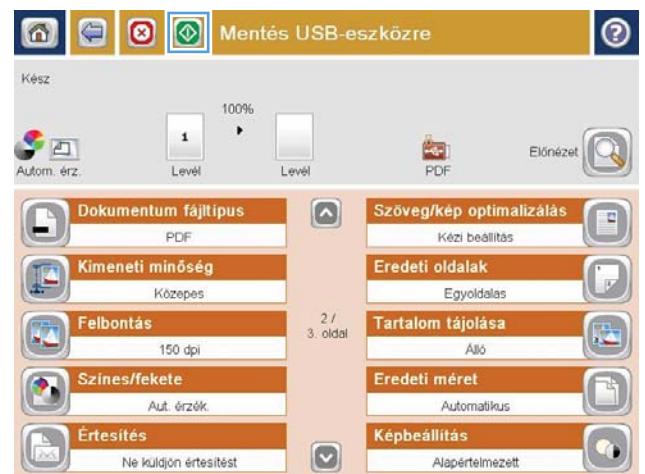 Mentés USB-eszközre
Kész
100%
1
Autom. érz.
Levél
Levél
PDF
Előnézet
Dokumentum fájltípus
PDF
Kimeneti minőség
Közepes
Felbontás
150 dpi
Színes/fekete
Aut. érzék.
Értesítés
Ne küldjön értesítést
2 /
3. oldal
Szöveg/kép optimalizálás
Kézi beállítás
Eredeti oldalak
Egyoldalas
Tartalom tájolása
Álló
Eredeti méret
Automatikus
Képbeállítás
Alapértelmezett